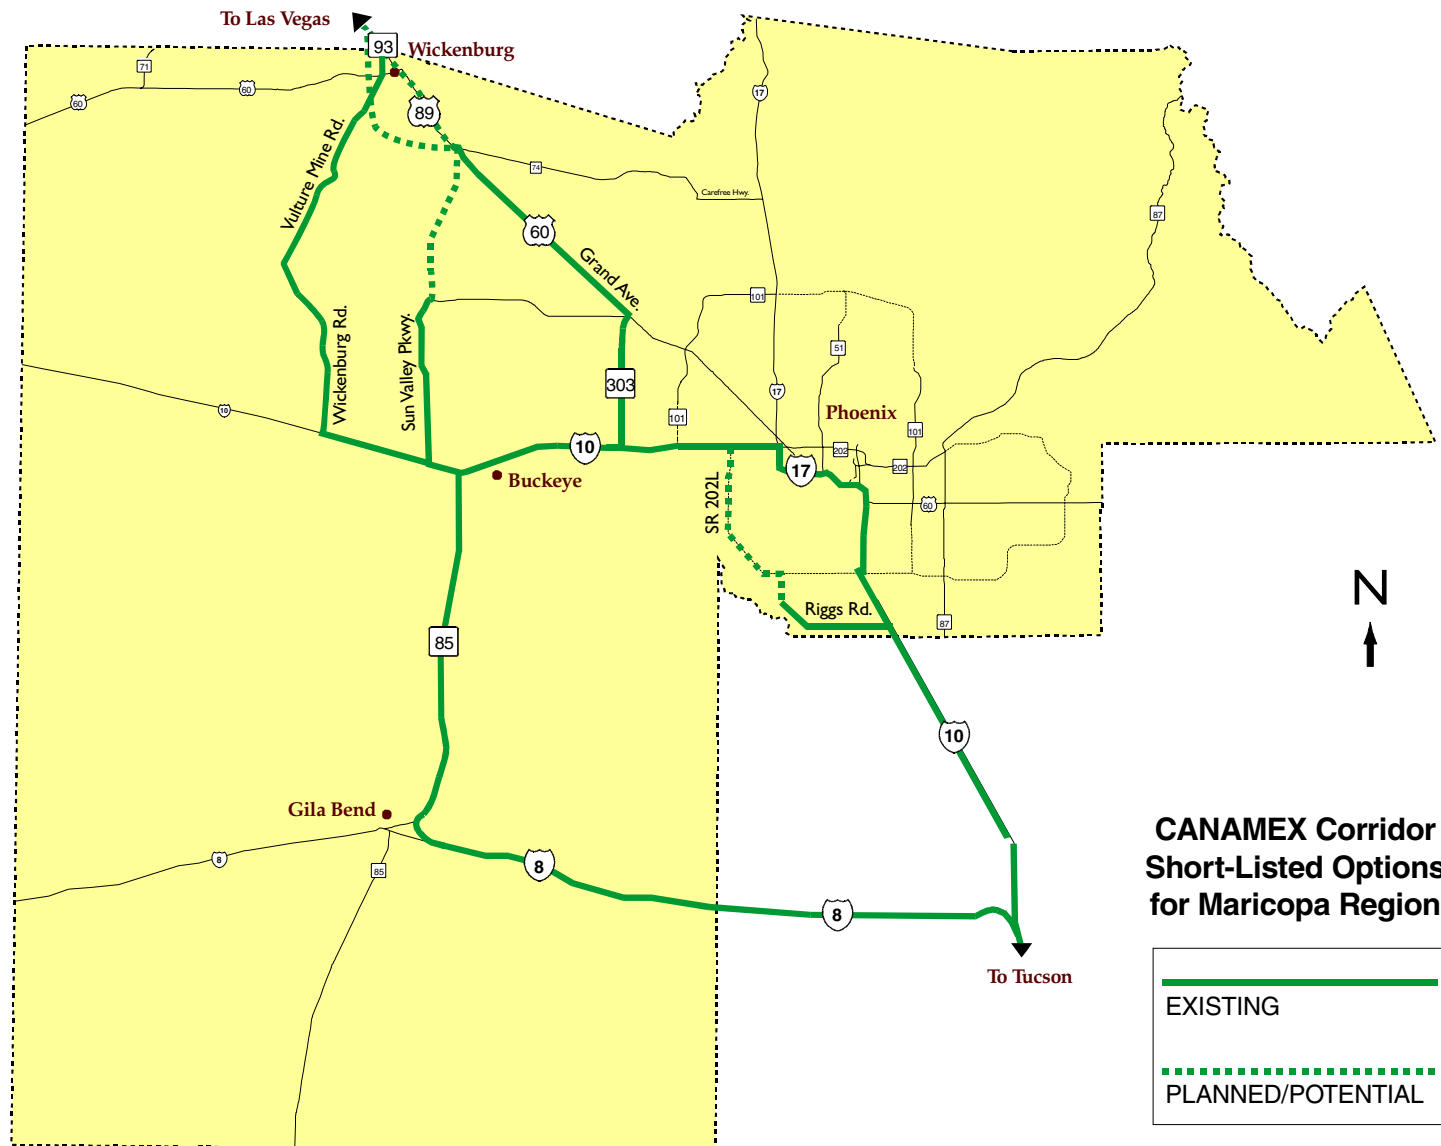 To Las Vegas
93
Wickenburg
71
60
60
89
17
Vulture Mine Rd.
74
Carefree Hwy.
87
60
Grand Ave.
101
Wickenburg Rd.
Sun Valley Pkwy.
51
303
17
10
101
Phoenix
101
10
202
202
17
Buckeye
SR 202L
60
Riggs Rd.
87
85
N
10
Gila Bend
8
85
8
8
CANAMEX Corridor
Short-Listed Options
for Maricopa Region
To Tucson
EXISTING
PLANNED/POTENTIAL